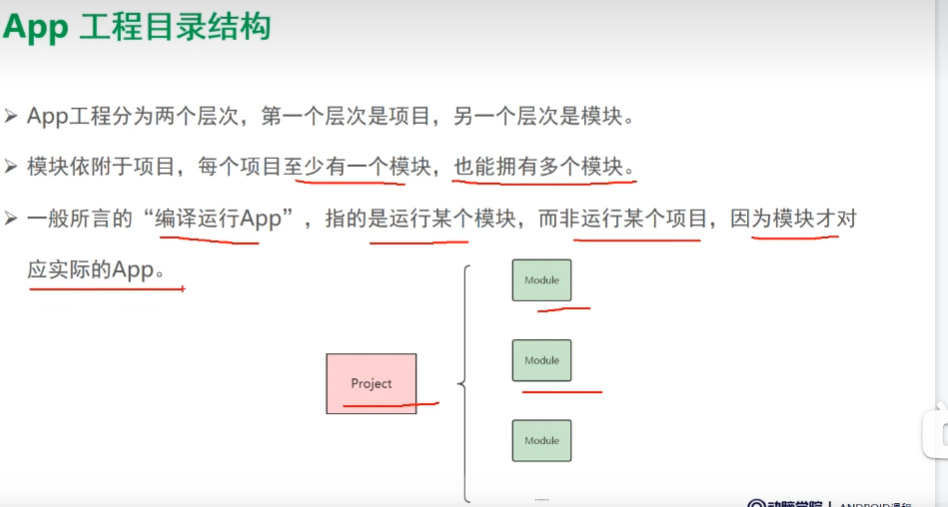 App 工程目录结构
App工程分为两个层次，第一个层次是项目，另一个层次是模块。
模块依附于项目，每个项目至少有一个模块，也能拥有多个模块。
一般所言的“编译运行App”，指的是运行某个模块，而非运行某个项目，因为模块才对
应实际的App。
Module
Module
Project
Module
......
动脑学院 | ANDROID课程